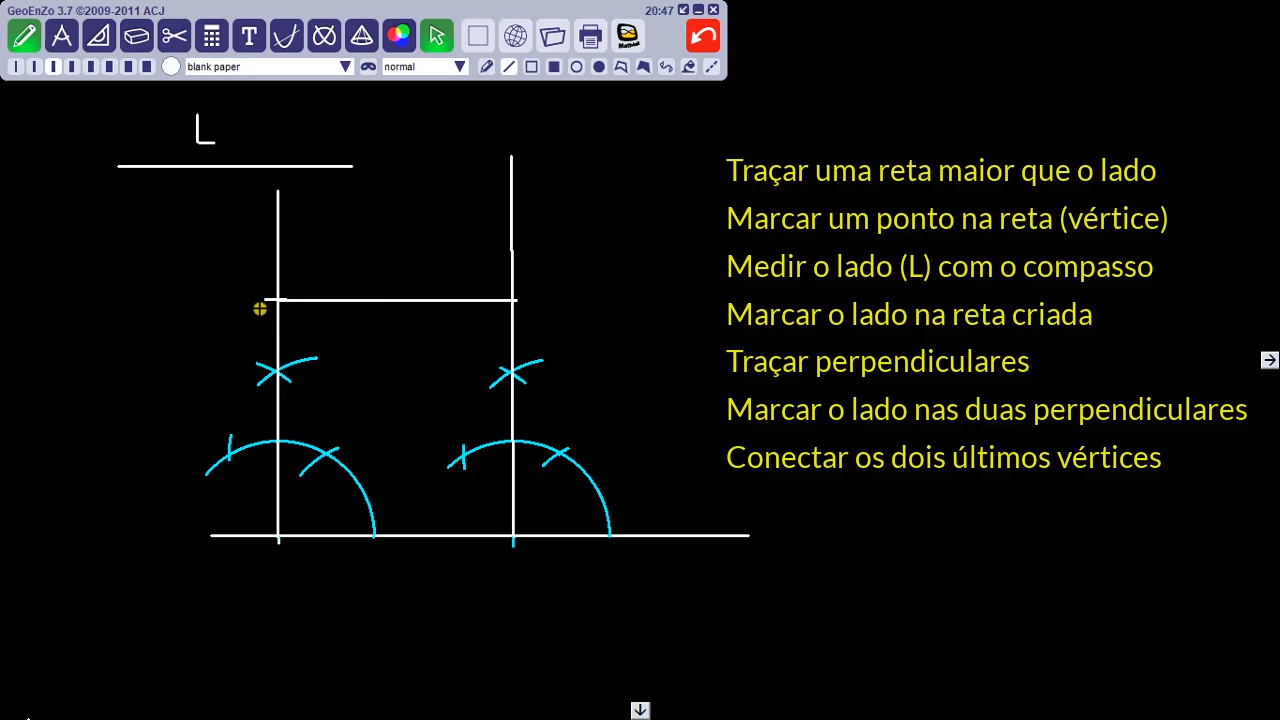 GeoEnZo 3.7 ©2009-2011 ACJ
20:47
T
blank paper
normal
L
Traçar uma reta maior que o lado
Marcar um ponto na reta (vértice)
Medir o lado (L) com o compasso
Marcar o lado na reta criada
Traçar perpendiculares
Marcar o lado nas duas perpendiculares
Conectar os dois últimos vértices